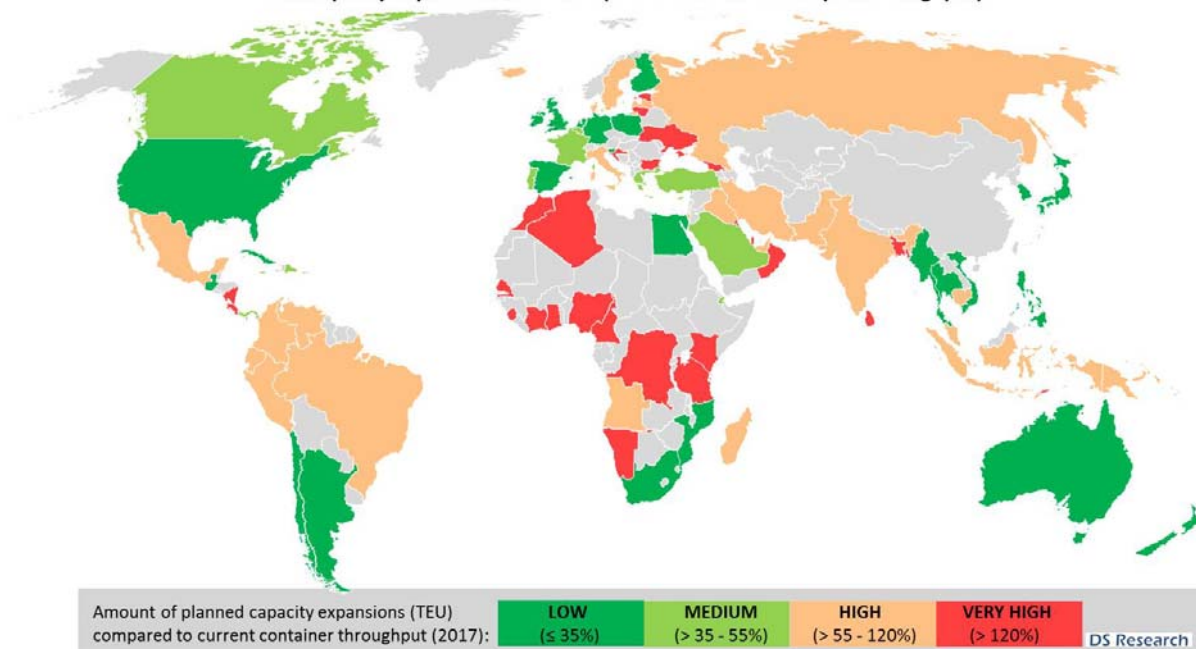 Amount of planned capacity expansions (TEU)
compared to current container throughput (2017):
LOW
(≤ 35%)
MEDIUM
(> 35 - 55%)
HIGH
(> 55 - 120%)
VERY HIGH
(> 120%)
DS Research